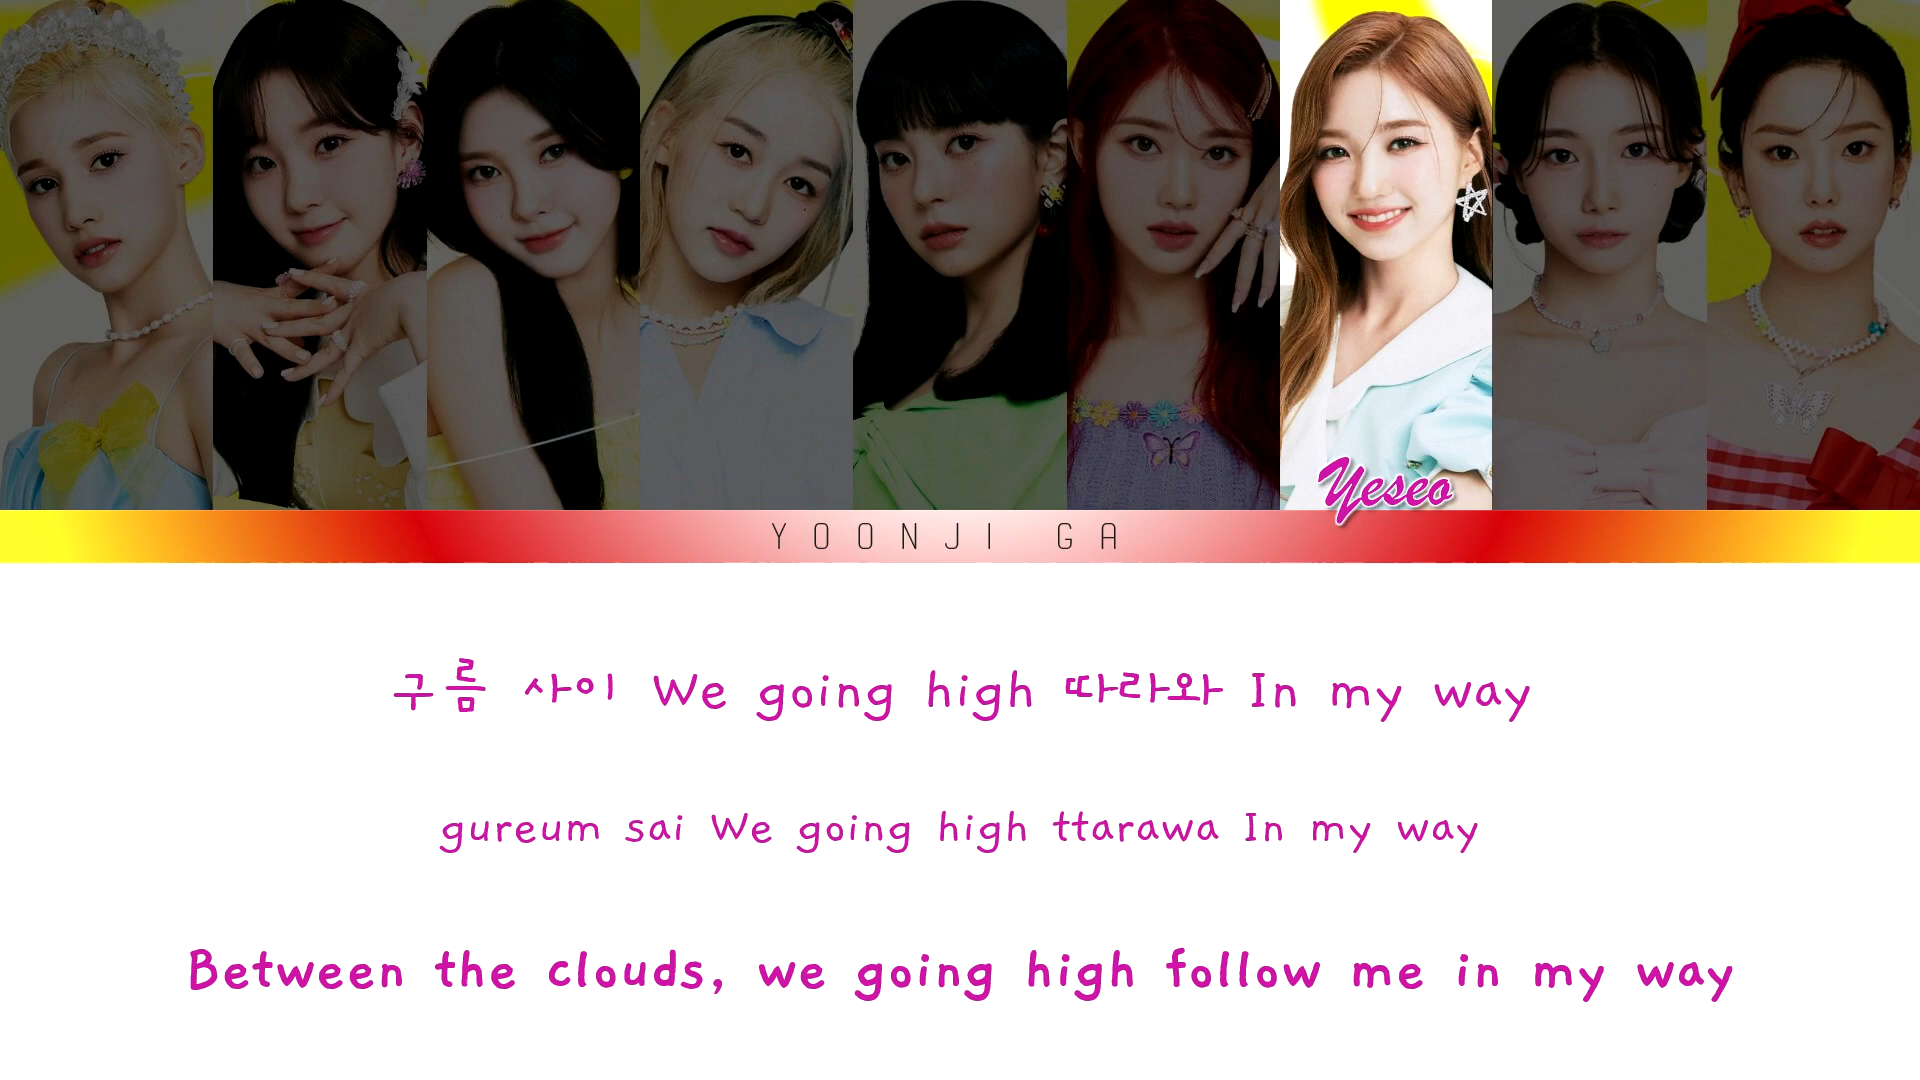 Yeseo
YOONJI GA
구름 사이 We going high 따라와 In my way
gureum sai We going high ttarawa In my way
Between the clouds, we going high follow me in my way